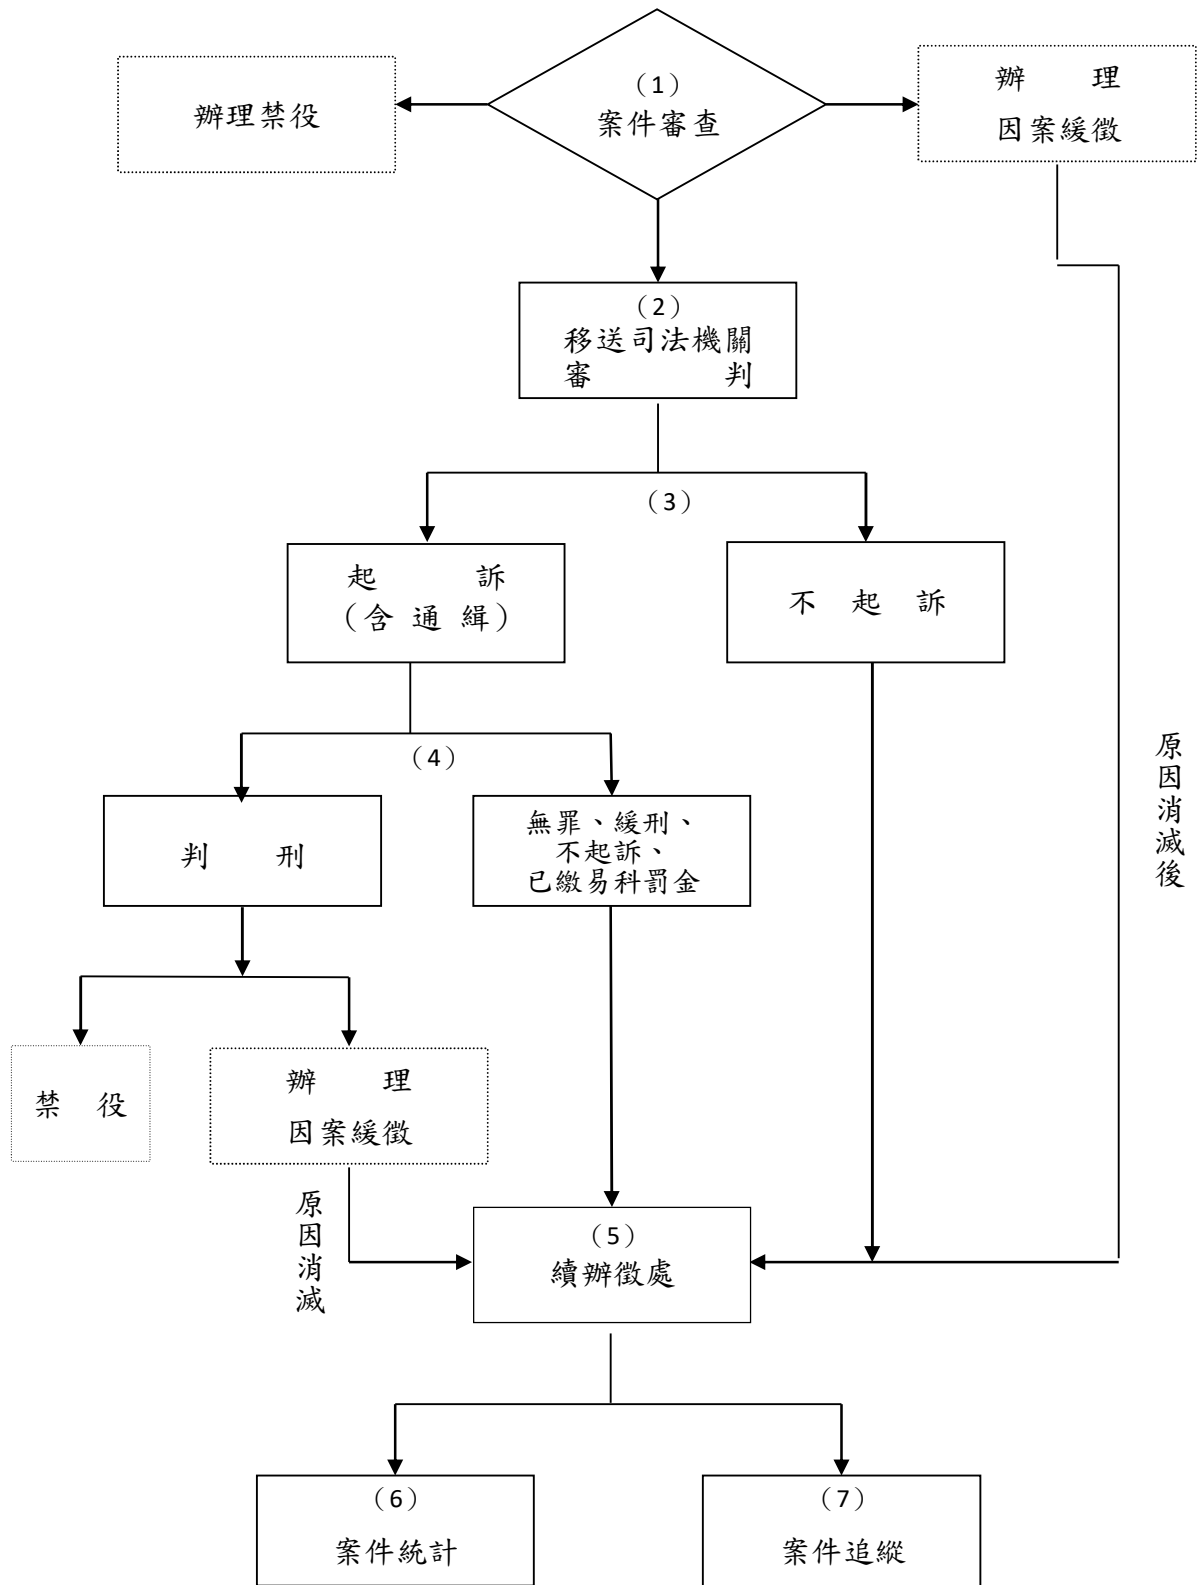 （1）
案件審查
辦理禁役
辦 理
因案緩徵
（2）
移送司法機關
審 判
（3）
起 訴
（含 通 緝）
不 起 訴
（4）
判 刑
無罪、緩刑、
不起訴、
已繳易科罰金
原因消滅後
禁 役
辦 理
因案緩徵
原因消滅
（5）
續辦徵處
（6）
案件統計
（7）
案件追縱